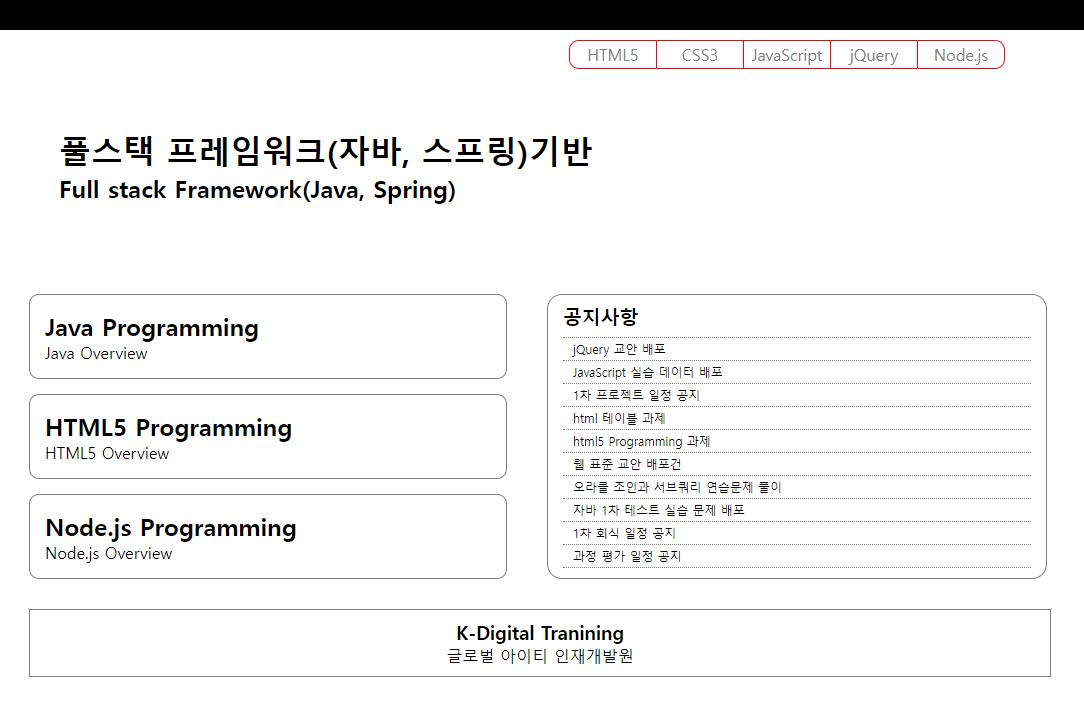 HTML5 CSS3 JavaScript jQuery Node.js
풀스택 프레임워크(자바, 스프링)기반
Full stack Framework(Java, Spring)
Java Programming
Java Overview
HTML5 Programming
HTML5 Overview
Node.js Programming
Node.js Overview
공지사항
jQuery 교안 배포
JavaScript 실습 데이터 배포
1차 프로젝트 일정 공지
html 테이블 과제
html5 Programming 과제
웹 표준 교안 배포건
오라클 조인과 서브쿼리 연습문제 풀이
자바 1차 테스트 실습 문제 배포
1차 회식 일정 공지
과정 평가 일정 공지
K-Digital Tranining
글로벌 아이티 인재개발원